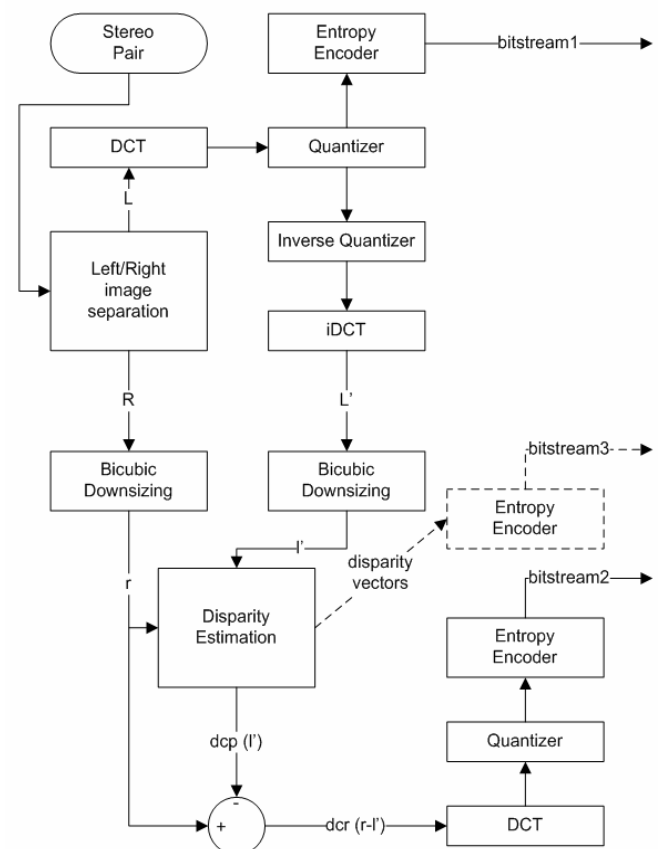 Stereo
Pair
Entropy
Encoder
bitstream1
DCT
Quantizer
L
Left/Right
image
separation
Inverse Quantizer
iDCT
R
L'
Bicubic
Downsizing
Bicubic
Downsizing
bitstream3
Entropy
Encoder
l'
disparity
vectors
r
Disparity
Estimation
bitstream2
Entropy
Encoder
dcp (l')
Quantizer
-
+
dcr (r-l')
DCT